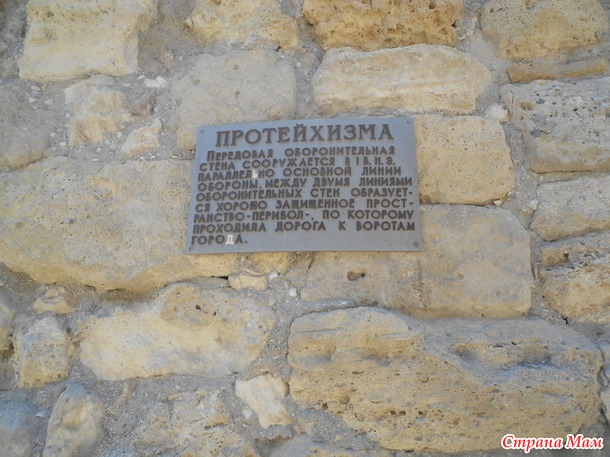 ПРОТЕЙХИЗМА
ПЕРЕДОВАЯ ОБОРОНИТЕЛЬНАЯ
СТЕНА СООРУЖАЕТСЯ В I В. Н.Э.
ПАРАЛЛЕЛЬНО ОСНОВНОЙ ЛИНИИ
ОБОРОНЫ. МЕЖДУ ДВУМЯ ЛИНИЯМИ
ОБОРОНИТЕЛЬНЫХ СТЕН ОБРАЗУЕТ-
СЯ ХОРОШО ЗАЩИЩЕННОЕ ПРОСТ-
РАНСТВО-ПЕРИБОЛ-, ПО КОТОРОМУ
ПРОХОДИЛА ДОРОГА К ВОРОТАМ
ГОРОДА.
Страна Мам